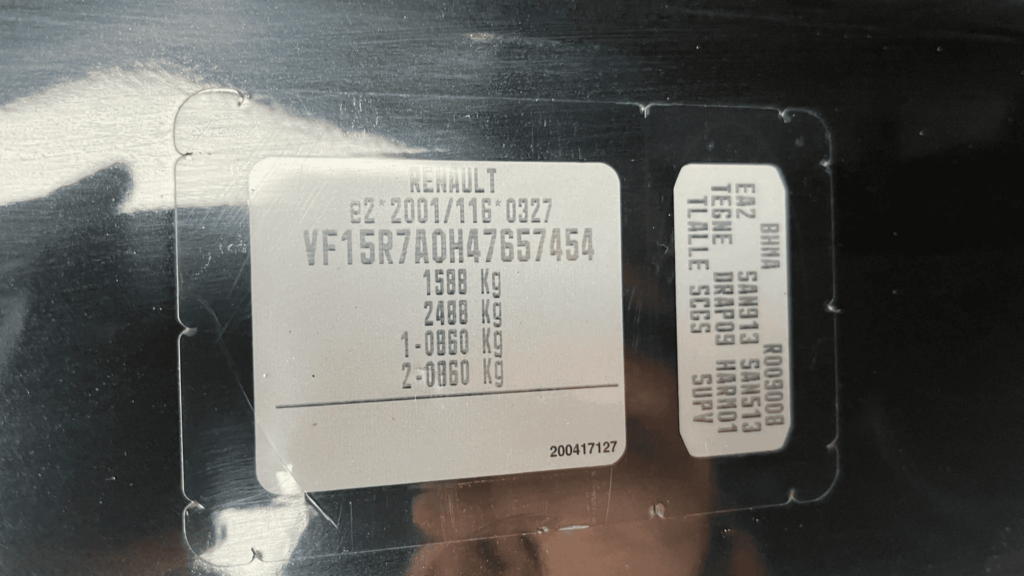 RENAULT
e2*2001/116*0327
VF15R7A0H47657454
1588 Kg
2488 Kg
1-0860 Kg
2-0860 Kg
200417127
BHNA R009008
EA2 SAN913 SAN513
TEGNE DRAP09 HARM01
TLALLE SCGS SUPV